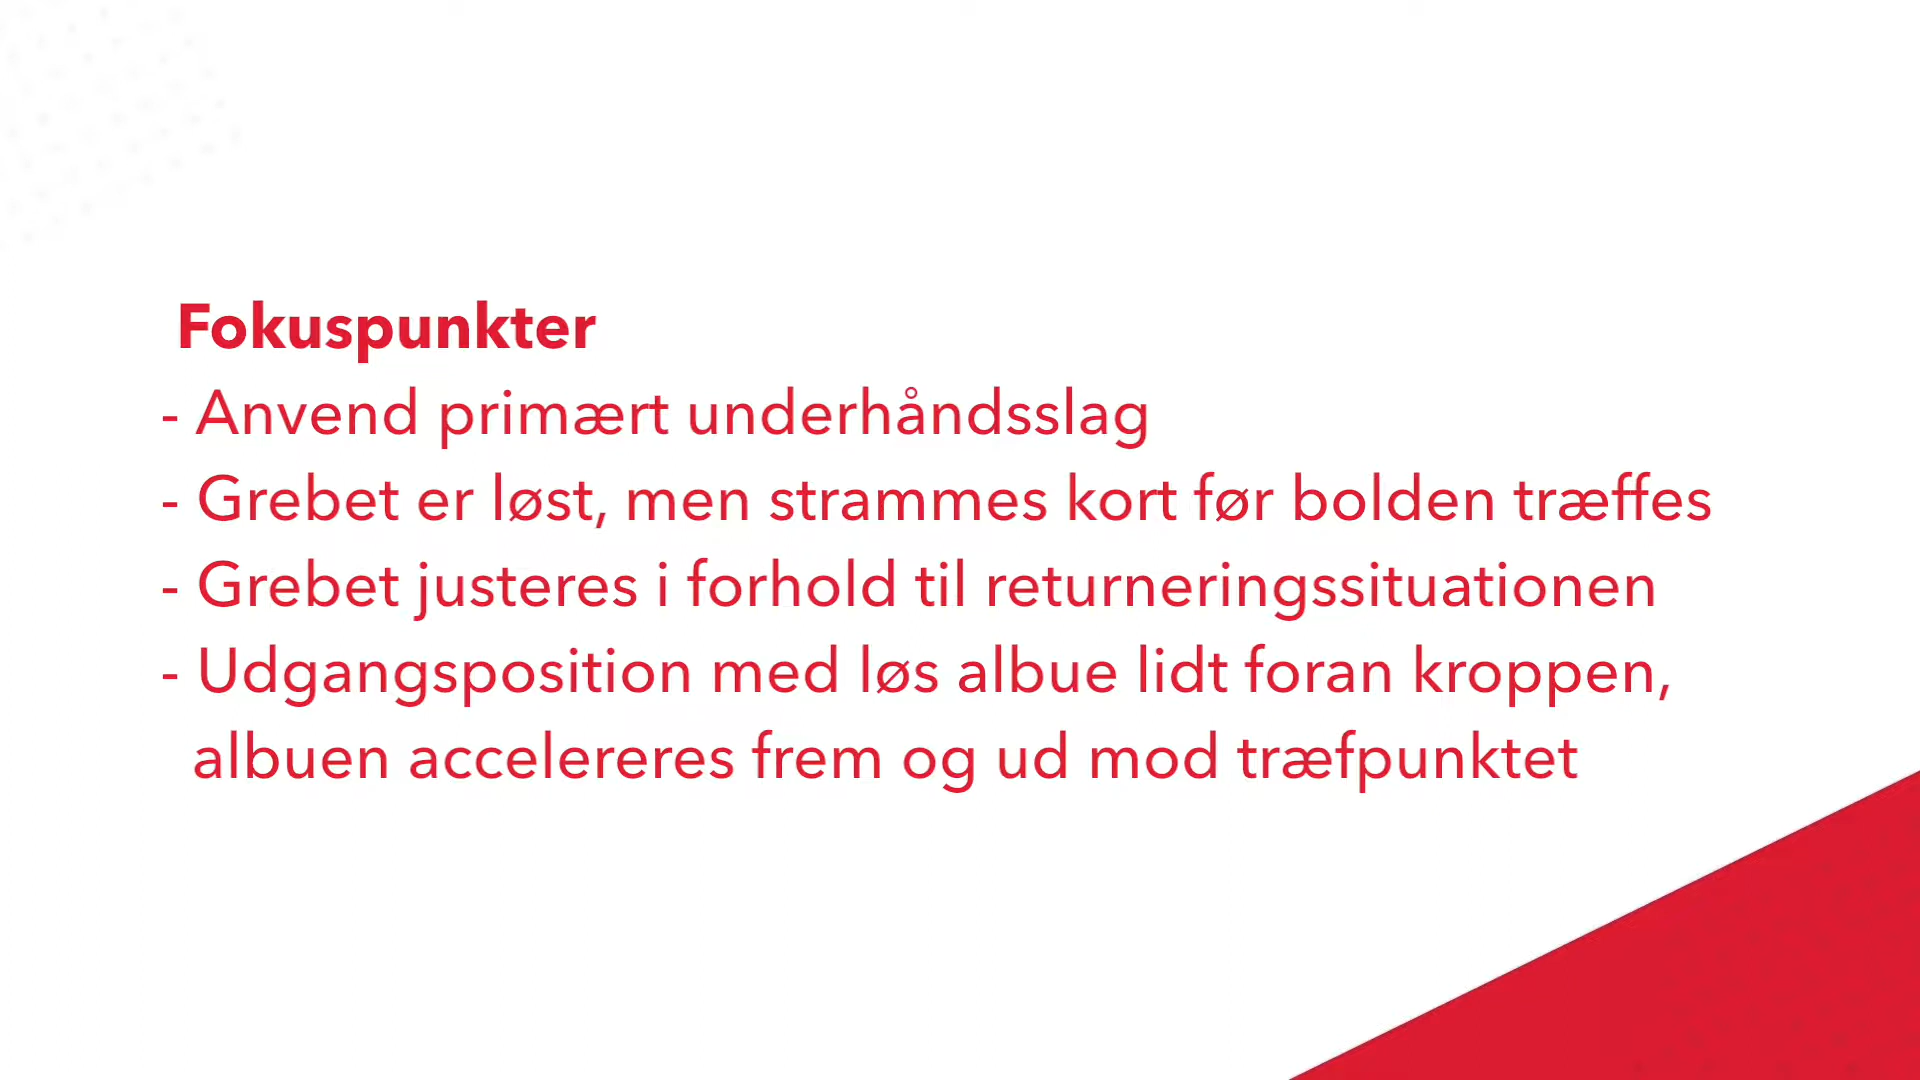 Fokuspunkter
- Anvend primært underhåndsslag
- Grebet er løst, men strammes kort før bolden træffes
- Grebet justeres i forhold til returneringssituationen
- Udgangsposition med løs albue lidt foran kroppen,
albuen accelereres frem og ud mod træfpunktet